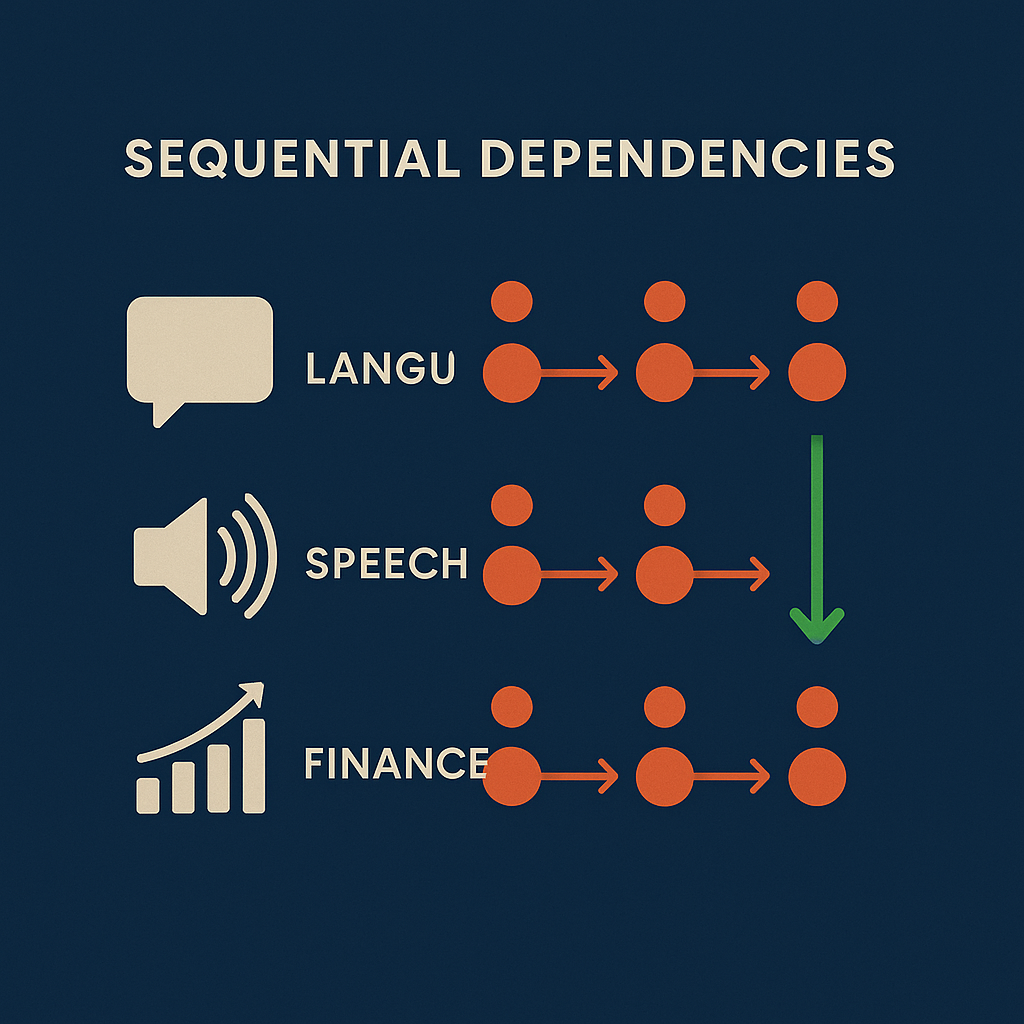 SEQUENTIAL DEPENDENCIES
LANGU
SPEECH
FINANCE